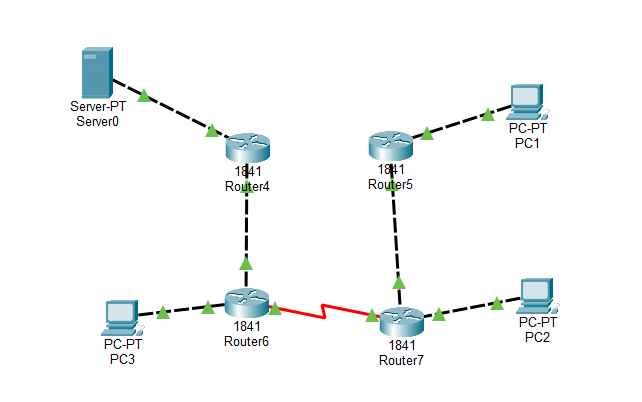 Server-PT
Server0
1841
Router4
1841
Router5
PC-PT
PC1
PC-PT
PC3
1841
Router6
1841
Router7
PC-PT
PC2